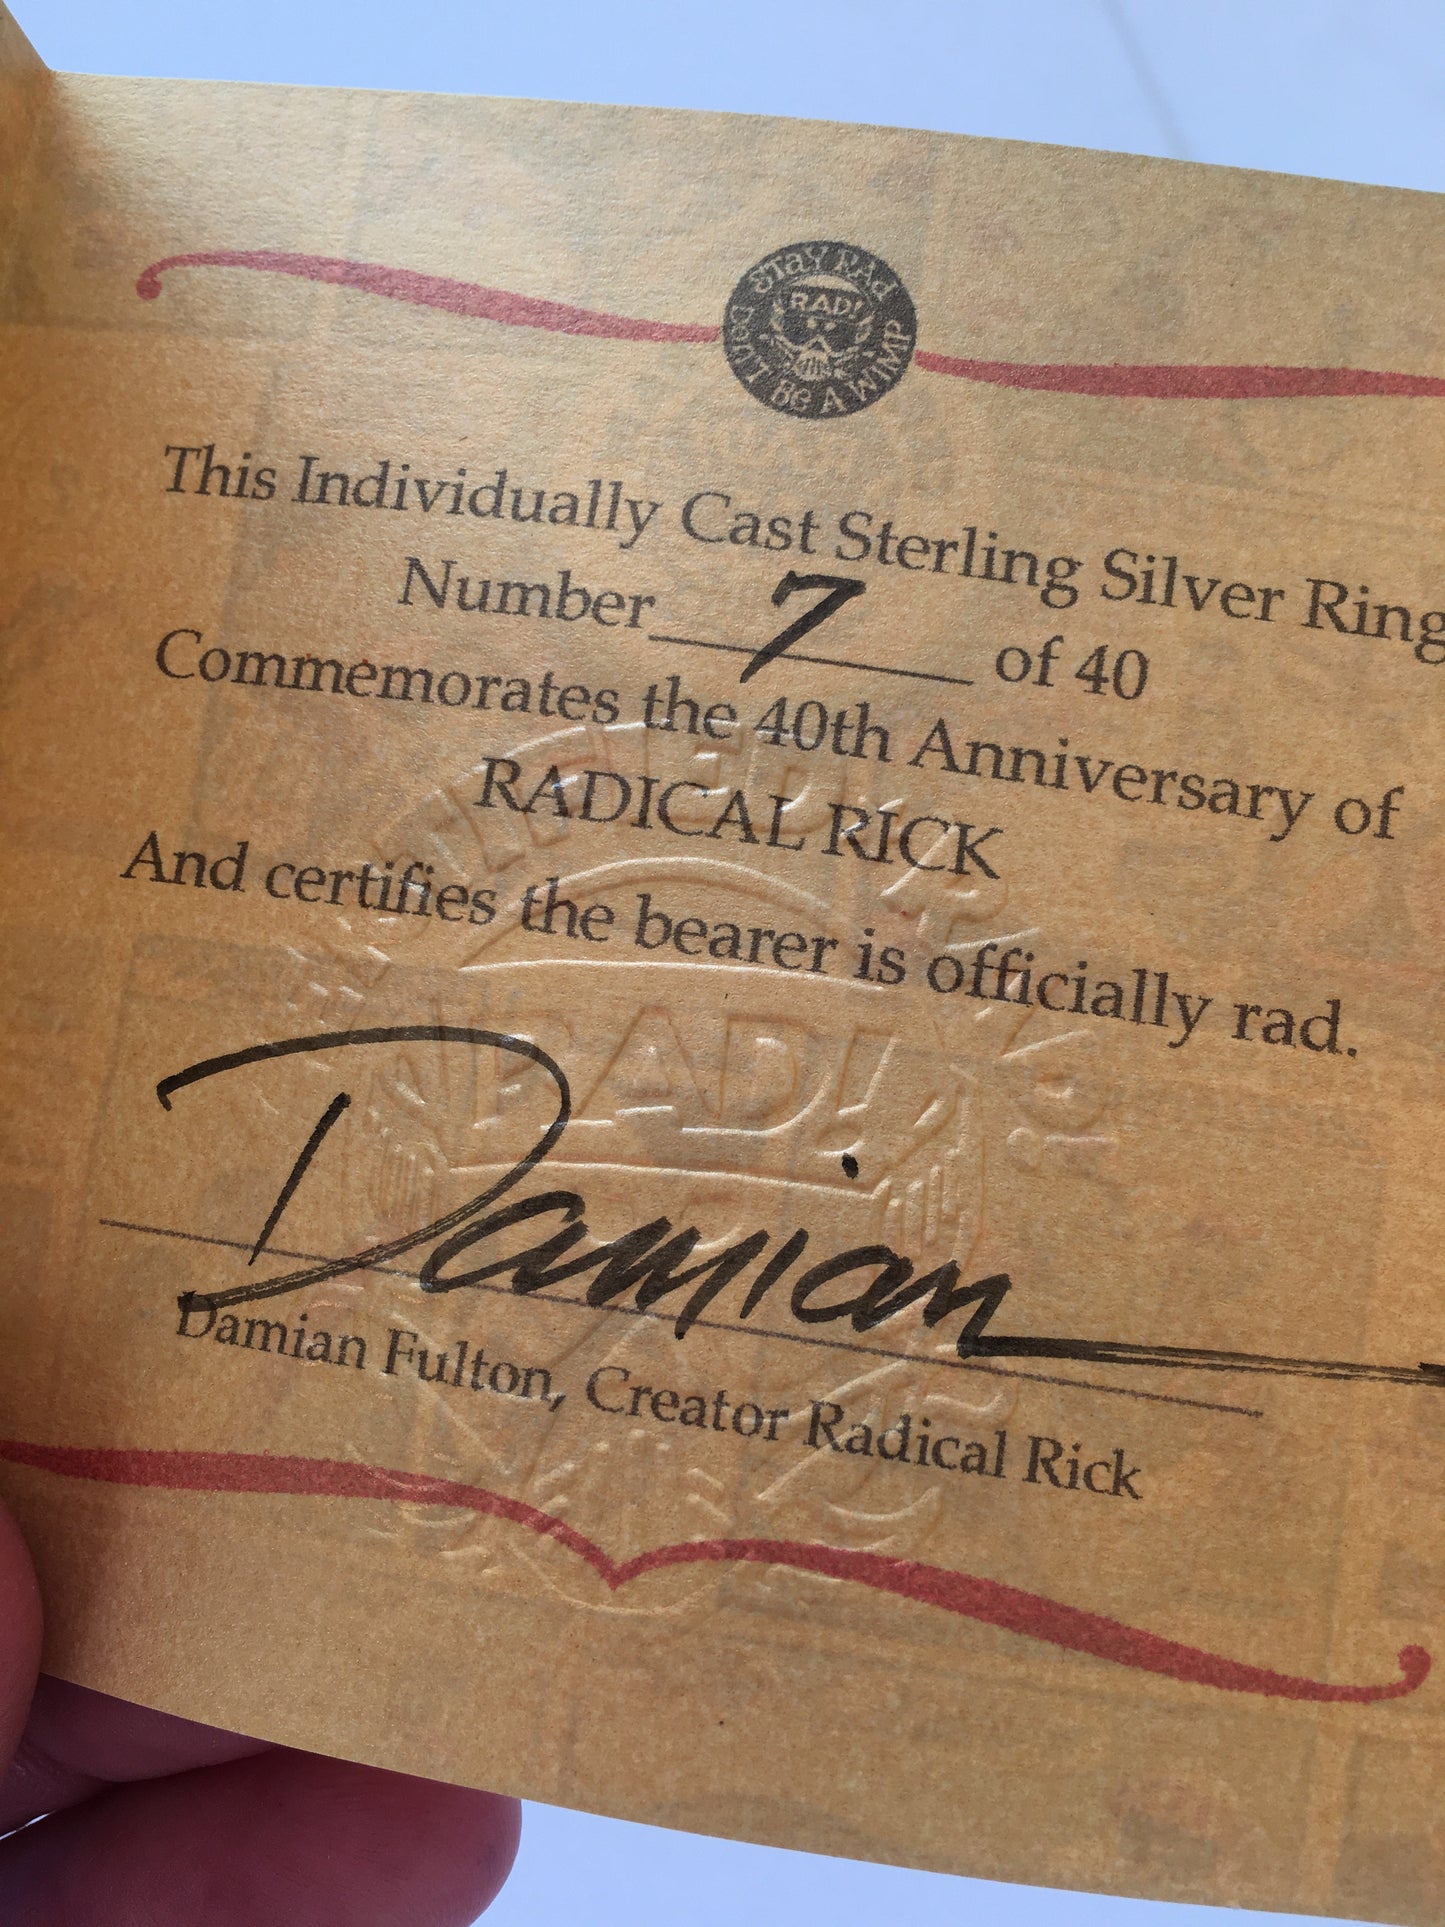 STAY RAD
RAD!
DON'T BE A WIMP
This Individually Cast Sterling Silver Ring
Number 7 of 40
Commemorates the 40th Anniversary of
RADICAL RICK
And certifies the bearer is officially rad.
RAD!
Damian
Damian Fulton, Creator Radical Rick